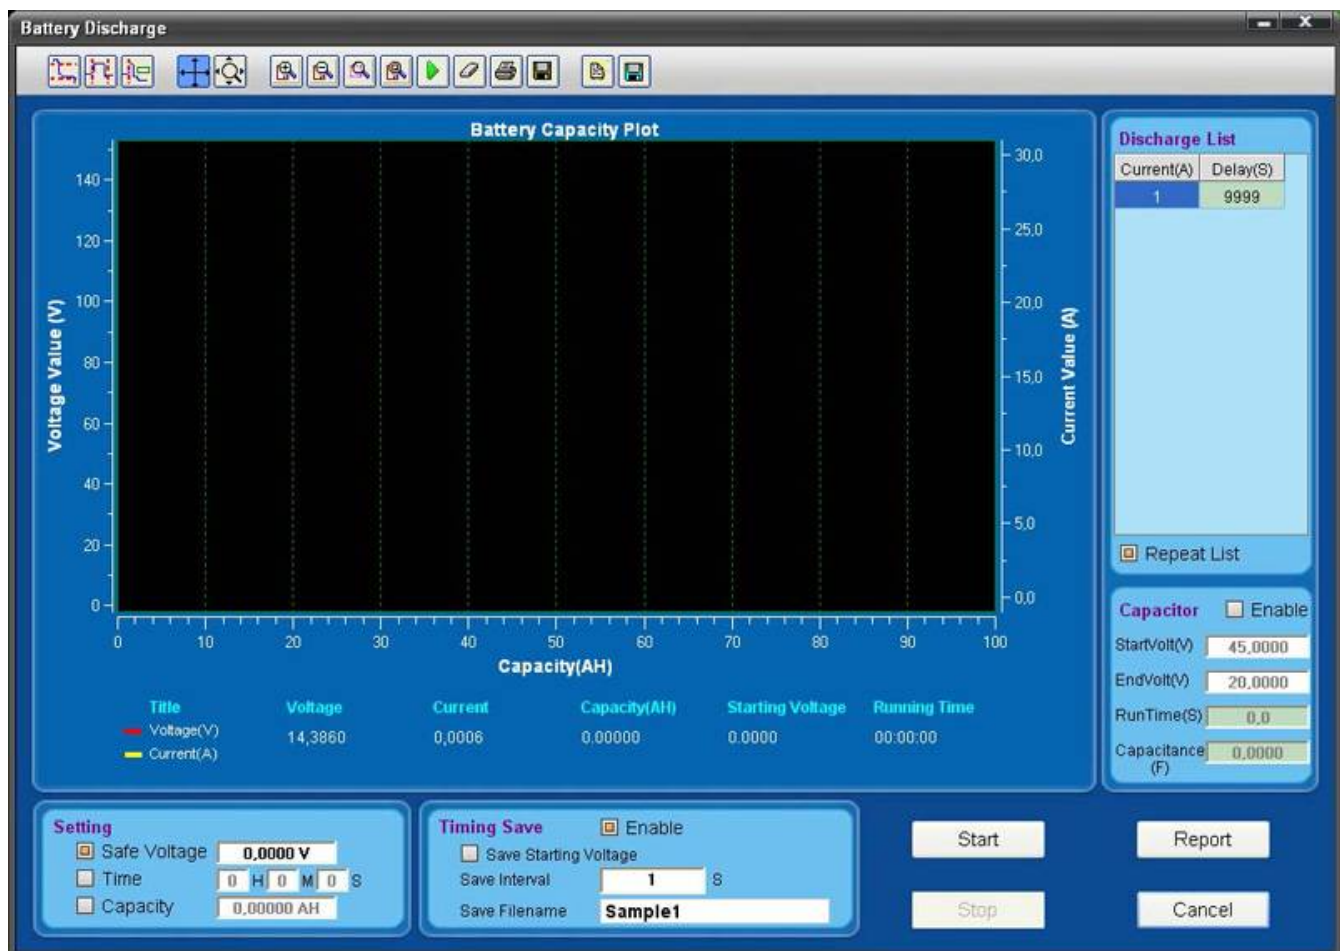 Battery Discharge
Battery Capacity Plot
Voltage Value (V)
140
120
100
80
60
40
20
0
30,0
25,0
20,0
15,0
10,0
5,0
0,0
Current Value (A)
0 10 20 30 40 50 60 70 80 90 100
Capacity(AH)
Title Voltage Current Capacity(AH) Starting Voltage Running Time
Voltage(V)
Current(A)
14,3860 0,0006 0.00000 0.0000 00:00:00
Discharge List
Current(A) Delay(S)
1 9999
Repeat List
Capacitor Enable
StartVolt(V) 45,0000
EndVolt(V) 20,0000
RunTime(S) 0,0
Capacitance (F) 0,0000
Setting
Safe Voltage 0,0000 V
Time 0 H 0 M 0 S
Capacity 0,00000 AH
Timing Save Enable
Save Starting Voltage
Save Interval 1 S
Save Filename Sample1
Start
Report
Stop
Cancel